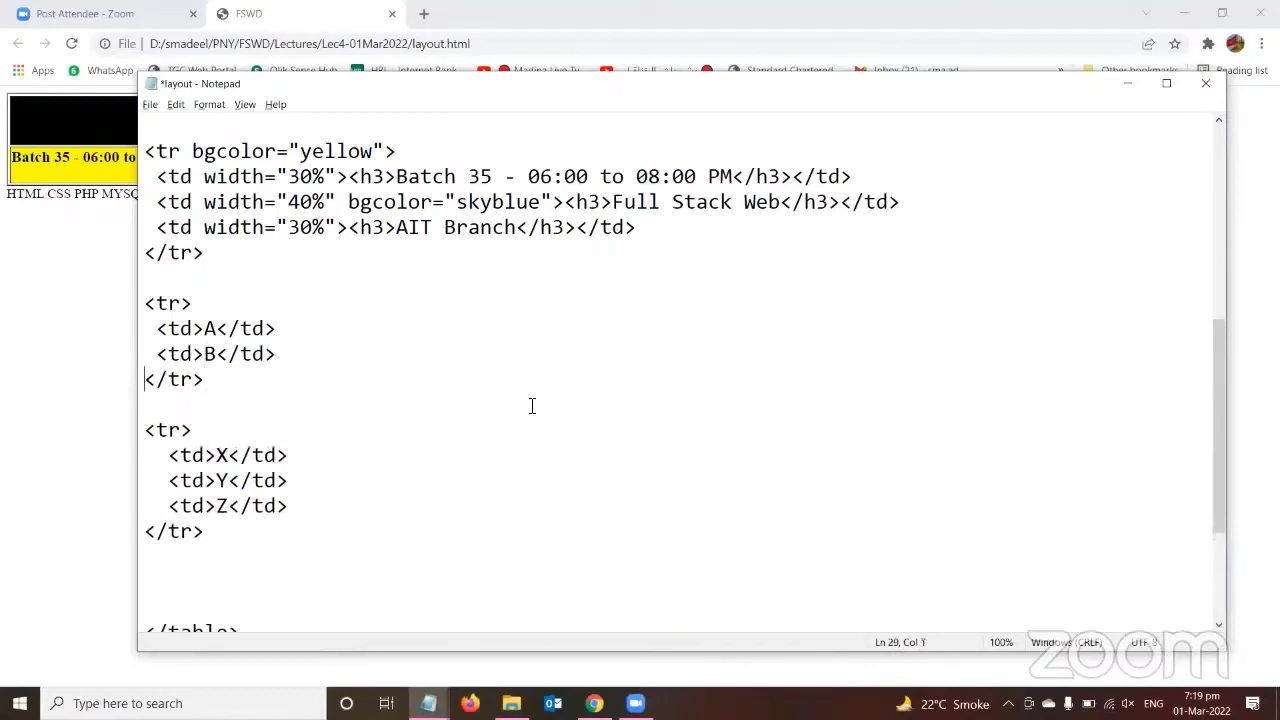 Post Attendee - Zoom
FSWD
File
D:/smadeel/PNY/FSWD/Lectures/Lec4-01Mar2022/layout.html
Apps
WhatsApp
Reading list
*layout - Notepad
File Edit Format View Help
<tr bgcolor="yellow">
<td width="30%"><h3>Batch 35 - 06:00 to 08:00 PM</h3></td>
<td width="40%" bgcolor="skyblue"><h3>Full Stack Web</h3></td>
<td width="30%"><h3>AIT Branch</h3></td>
</tr>
<tr>
<td>A</td>
<td>B</td>
</tr>
<tr>
<td>X</td>
<td>Y</td>
<td>Z</td>
</tr>
</table>
Batch 35 - 06:00 to
HTML CSS PHP MYSQ
Ln 29, Col 1
100%
Windows (CRLF)
UTF-8
zoom
Type here to search
22°C Smoke
ENG
7:19 pm
01-Mar-2022